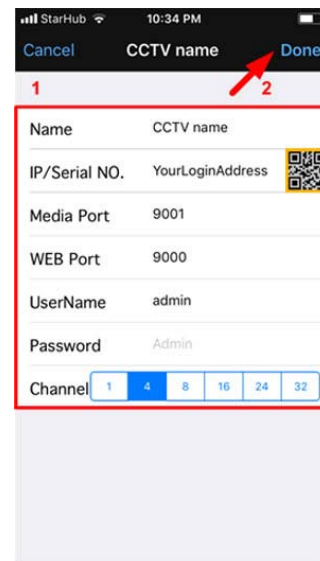 StarHub 10:34 PM
Cancel CCTV name Done
1 2
Name CCTV name
IP/Serial NO. YourLoginAddress
Media Port 9001
WEB Port 9000
UserName admin
Password Admin
Channel 1 4 8 16 24 32